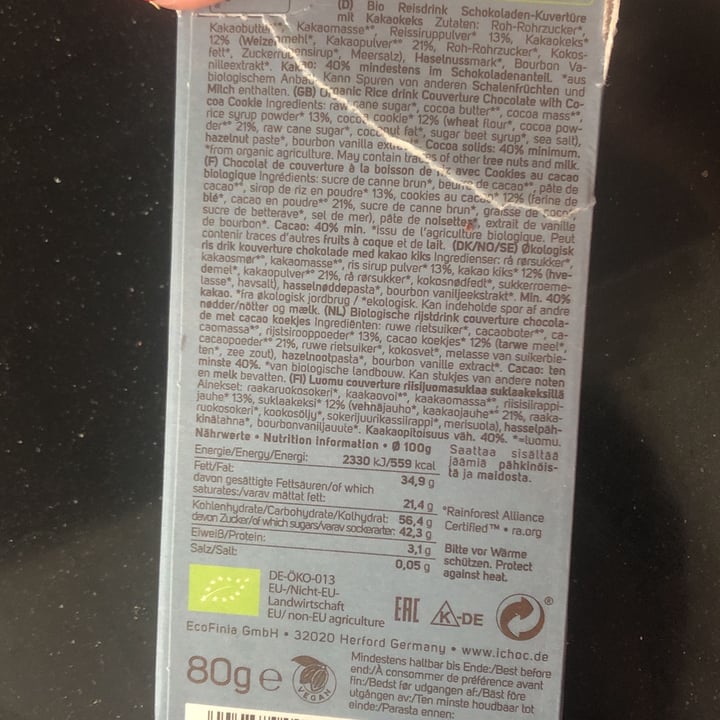 (D) Bio Reisdrink Schokoladen-Kuvertüre
mit Kakaokeks Zutaten: Roh-Rohrzucker*,
Kakaobutter**, Kakaomasse**, Reissiruppulver* 13%, Kakaokeks*
12% (Weizenmehl*, Kakaopulver** 21%, Roh-Rohrzucker*, Kokos-
fett*, Zuckerrübensirup*, Meersalz), Haselnussmark*, Bourbon Va-
nilleextrakt*. Kakao: 40% mindestens im Schokoladenanteil. *aus
biologischem Anbau. Kann Spuren von anderen Schalenfrüchten und
Milch enthalten. (GB) Organic Rice drink Couverture Chocolate with Co-
coa Cookie Ingredients: raw cane sugar*, cocoa butter**, cocoa mass**,
rice syrup powder* 13%, cocoa cookie* 12% (wheat flour*, cocoa pow-
der** 21%, raw cane sugar*, coconut fat*, sugar beet syrup*, sea salt),
hazelnut paste*, bourbon vanilla extract*. Cocoa solids: 40% minimum.
*from organic agriculture. May contain traces of other tree nuts and milk.
(F) Chocolat de couverture à la boisson de riz avec Cookies au cacao
biologique Ingrédients: sucre de canne brun*, beurre de cacao**, pâte de
cacao**, sirop de riz en poudre* 13%, cookies au cacao* 12% (farine de
blé*, cacao en poudre** 21%, sucre de canne brun*, graisse de coco*,
sucre de betterave*, sel de mer), pâte de noisettes*, extrait de vanille
de bourbon*. Cacao: 40% min. *issu de l'agriculture biologique. Peut
contenir traces d'autres fruits à coque et de lait. (DK/NO/SE) Økologisk
ris drik kouverture chokolade med kakao kiks Ingredienser: rå rørsukker*,
kakaosmør**, kakaomasse**, ris sirup pulver* 13%, kakao kiks* 12% (hve-
demel*, kakaopulver** 21%, rå rørsukker*, kokosnødfedt*, sukkerroeme-
lasse*, havsalt), hasselnøddepasta*, bourbon vaniljeekstrakt*. Min. 40%
kakao. *fra økologisk jordbrug / *ekologisk. Kan indeholde spor af andre
nødder/nötter og mælk. (NL) Biologische rijstdrink couverture chocola-
de met cacao koekjes Ingrediënten: ruwe rietsuiker*, cacaoboter**, ca-
caomassa**, rijstsirooppoeder* 13%, cacao koekjes* 12% (tarwe meel*,
cacaopoeder** 21%, ruwe rietsuiker*, kokosvet*, melasse van suikerbie-
ten*, zee zout), hazelnootpasta*, bourbon vanille extract*. Cacao: ten
minste 40%. *van biologische landbouw. Kan stukjes van andere noten
en melk bevatten. (FI) Luomu couverture riisijuomasuklaa suklaakeksillä
Ainekset: raakaruokosokeri*, kaakaovoi**, kaakaomassa** riisisiirappi-
jauhe* 13%, suklaakeksi* 12% (vehnäjauho*, kaakaojauhe** 21%, raaka-
ruokosokeri*, kookosöljy*, sokerijuurikassiirappi*, merisuola), hasselpäh-
kinälahna*, bourbonvaniljauute*. Kaakaopitoisuus väh. 40%. *=luomu.
Saattaa sisältää
jäämiä pähkinöis-
tä ja maidosta.
Nährwerte • Nutrition information • Ø 100g
Energie/Energy/Energi: 2330 kJ/559 kcal
Fett/Fat: 34,9 g
davon gesättigte Fettsäuren/of which
saturates/varav mättat fett: 21,4 g
Kohlenhydrate/Carbohydrate/Kolhydrat: 56,4 g
davon Zucker/of which sugars/varav sockerarter: 42,3 g
Eiweiß/Protein: 3,1 g
Salz/Salt: 0,05 g
°Rainforest Alliance
Certified™ • ra.org
Bitte vor Wärme
schützen. Protect
against heat.
DE-ÖKO-013
EU-/Nicht-EU-
Landwirtschaft
EU/ non-EU agriculture
EAC
K-DE
®
EcoFinia GmbH • 32020 Herford Germany • www.ichoc.de
80g e
VEGAN
Mindestens haltbar bis Ende:/Best before
end:/À consommer de préférence avant
fin:/Bedst før udgangen af:/Bäst före
utgången av:/Ten minste houdbaar tot
einde:/Parasta ennen: